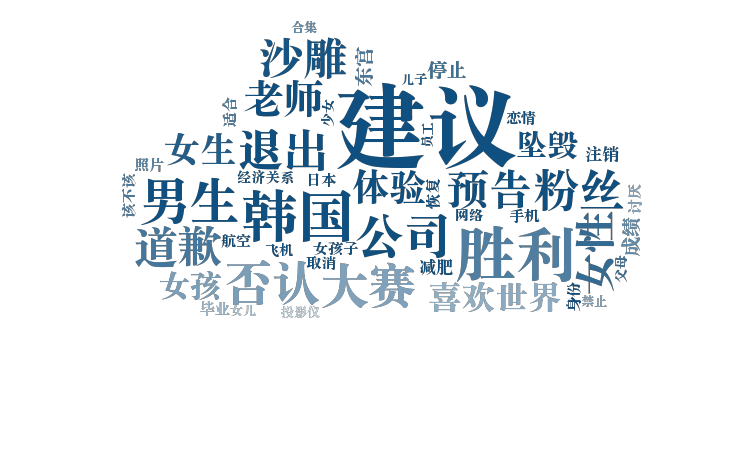 合集
沙雕
东宫
停止
儿子
老师
建议
适合
少女
恋情
员工
女生
退出
坠毁
注销
照片
经济关系
日本
体验
恢复
预告
粉丝
该不该
男生
韩国
公司
网络
手机
讨厌
道歉
航空
飞机
女孩子
取消
减肥
胜利
女性
成绩
父母
女孩
否认
大赛
喜欢
世界
身份
禁止
毕业
女儿
投影仪